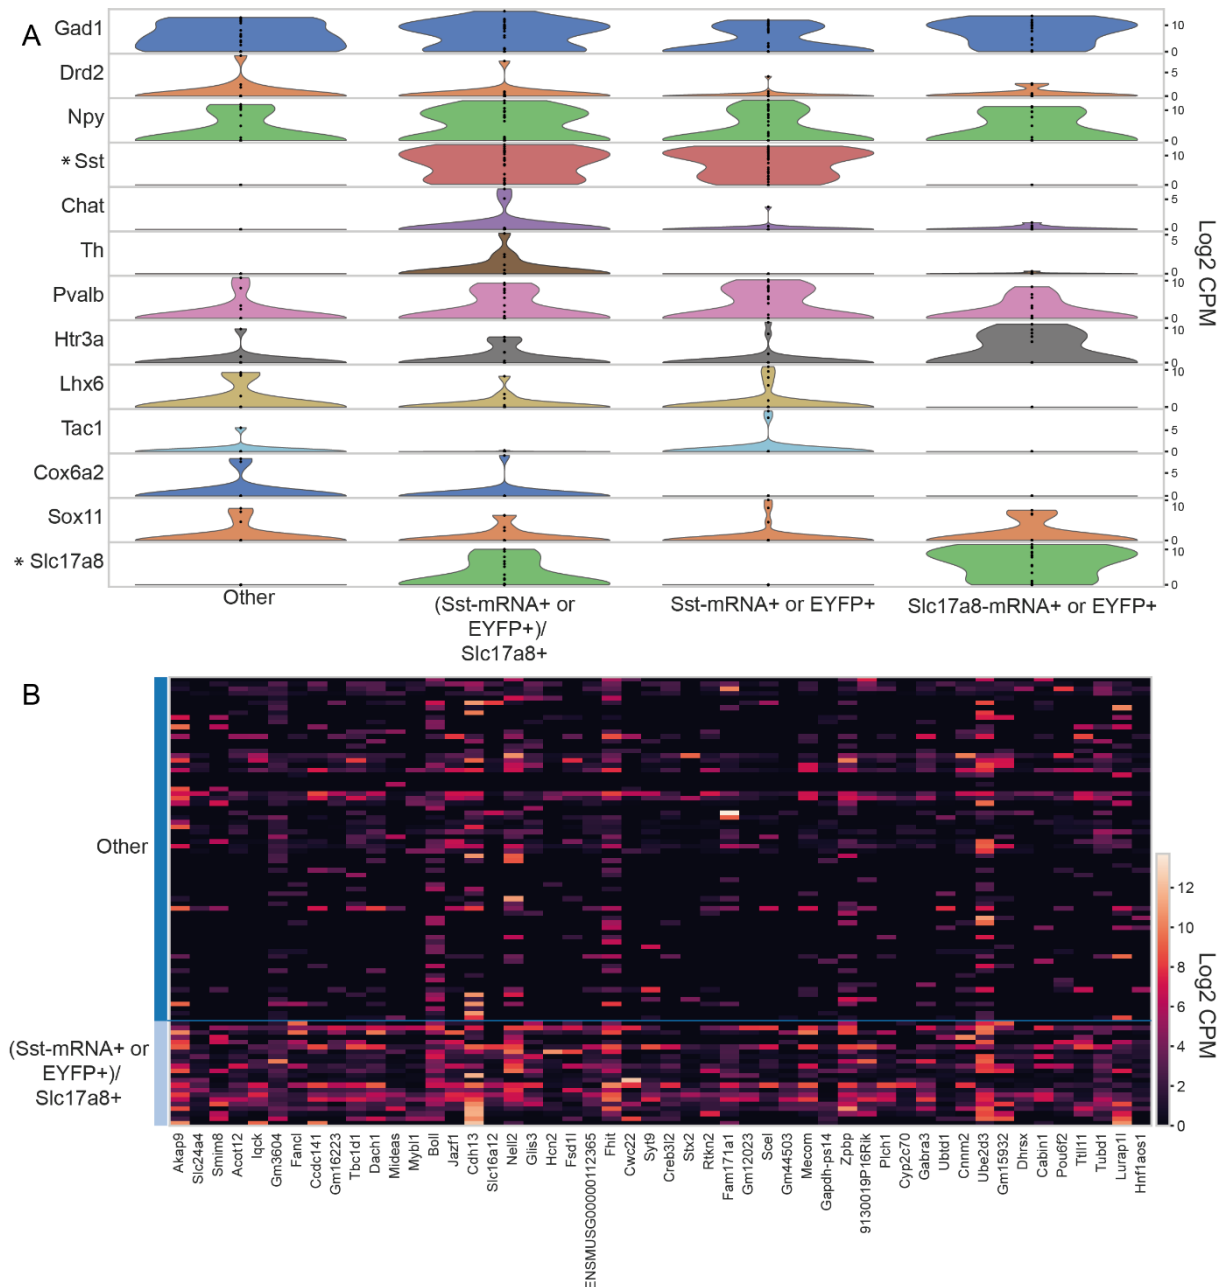 A
Gad1
10
0
Drd2
5
0
Npy
10
0
* Sst
10
0
Chat
5
0
Th
5
0
Pvalb
10
0
Htr3a
10
0
Lhx6
10
0
Tac1
5
0
Cox6a2
5
0
Sox11
10
0
* Slc17a8
10
0
Log2 CPM
Other
(Sst-mRNA+ or
EYFP+)/
Slc17a8+
Sst-mRNA+ or EYFP+
Slc17a8-mRNA+ or EYFP+
B
Other
(Sst-mRNA+ or
EYFP+)/
Slc17a8+
12
10
8
6
4
2
0
Log2 CPM
Akap9
Slc24a4
Smim8
Acot12
Iqck
Gm3604
Fancl
Ccdc141
Gm16223
Tbc1d1
Dach1
Mideas
Mybl1
Boll
Jazf1
Cdh13
Slc16a12
Nell2
Glis3
Hcn2
Fsd1l
ENSMUSG00000112365
Fhit
Cwc22
Syt9
Creb3l2
Stx2
Rtkn2
Fam171a1
Gm12023
Scel
Gm44503
Mecom
Gapdh-ps14
Zpbp
9130019P16Rik
Plch1
Cyp2c70
Gabra3
Ubtd1
Cnnm2
Ube2d3
Gm15932
Dhrsx
Cabin1
Pou6f2
Ttll11
Tubd1
Lurap1l
Hnf1aos1